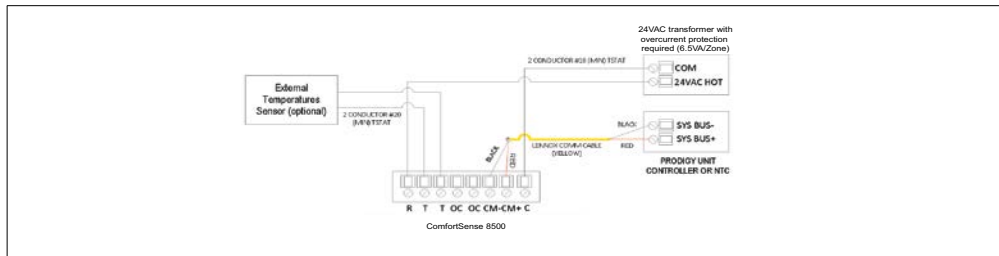 24VAC transformer with
overcurrent protection
required (6.5VA/Zone)
2 CONDUCTOR #18 (MIN) TSTAT
COM
24VAC HOT
External
Temperatures
Sensor (optional)
2 CONDUCTOR #20
(MIN) TSTAT
BLACK
SYS BUS-
SYS BUS+
RED
LENNOX COMM CABLE
(YELLOW)
BLACK
RED
PRODIGY UNIT
CONTROLLER OR NTC
R T T OC OC CM- CM+ C
ComfortSense 8500